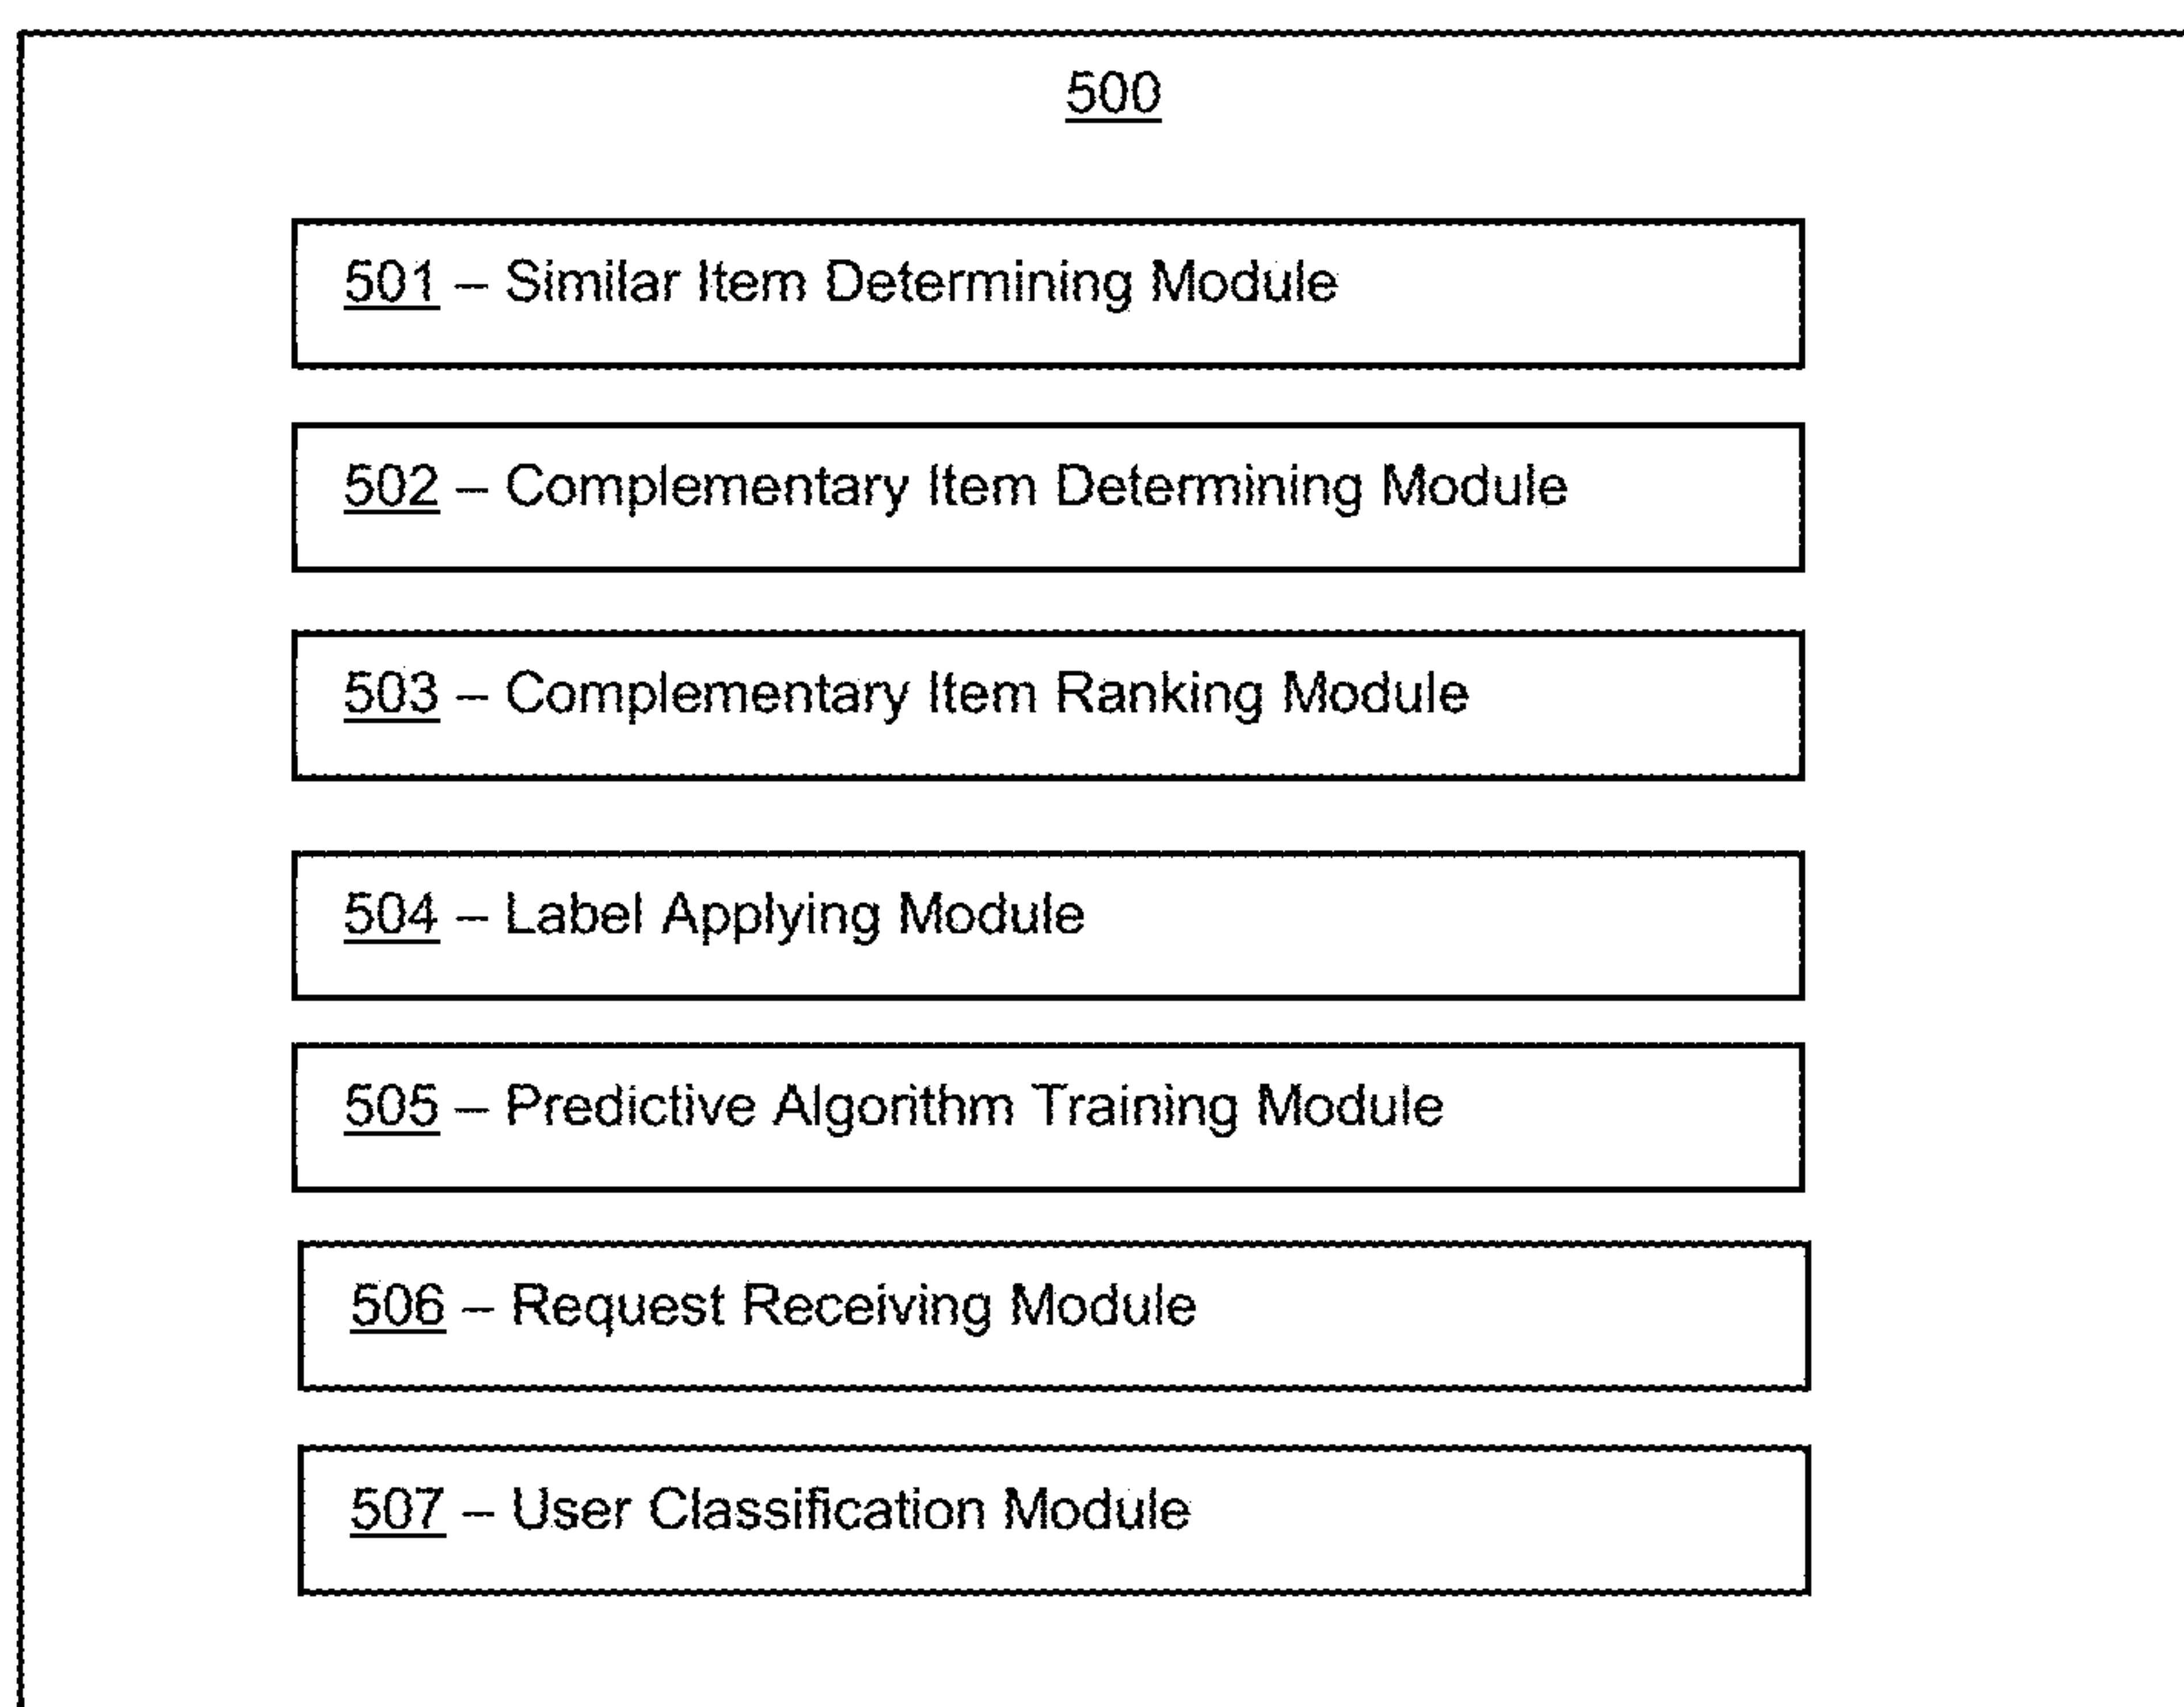 500
501 – Similar Item Determining Module
502 – Complementary Item Determining Module
503 – Complementary Item Ranking Module
504 – Label Applying Module
505 – Predictive Algorithm Training Module
506 – Request Receiving Module
507 – User Classification Module